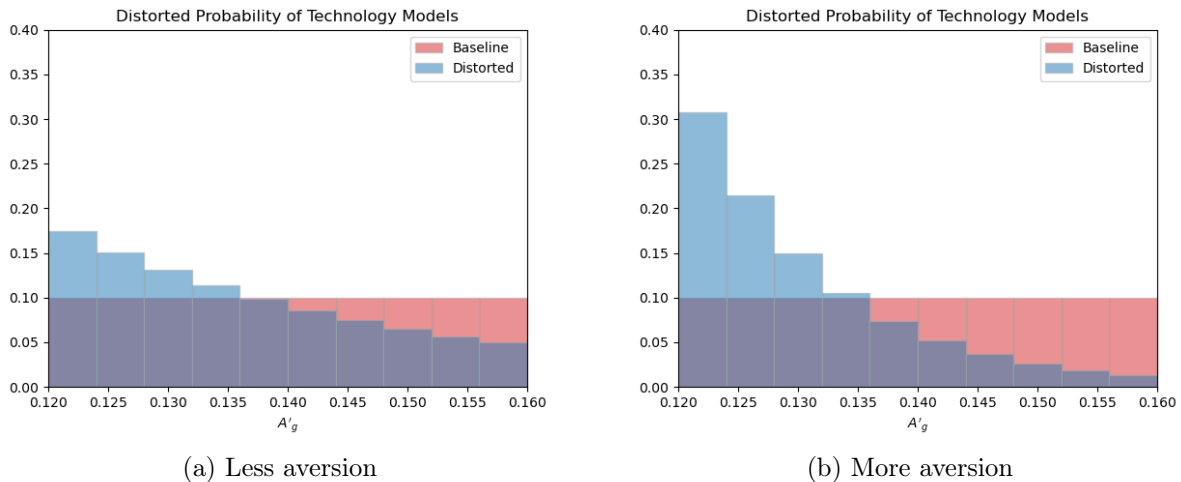 Distorted Probability of Technology Models
0.40
0.35
0.30
0.25
0.20
0.15
0.10
0.05
0.00
Baseline
Distorted
0.120 0.125 0.130 0.135 0.140 0.145 0.150 0.155 0.160
A'g
(a) Less aversion
Distorted Probability of Technology Models
0.40
0.35
0.30
0.25
0.20
0.15
0.10
0.05
0.00
Baseline
Distorted
0.120 0.125 0.130 0.135 0.140 0.145 0.150 0.155 0.160
A'g
(b) More aversion